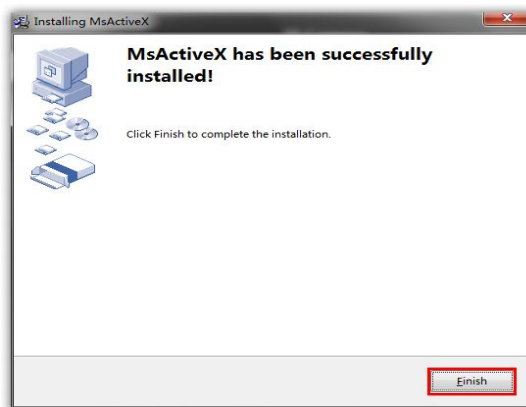 Installing MsActiveX
MsActiveX has been successfully
installed!
Click Finish to complete the installation.
Finish